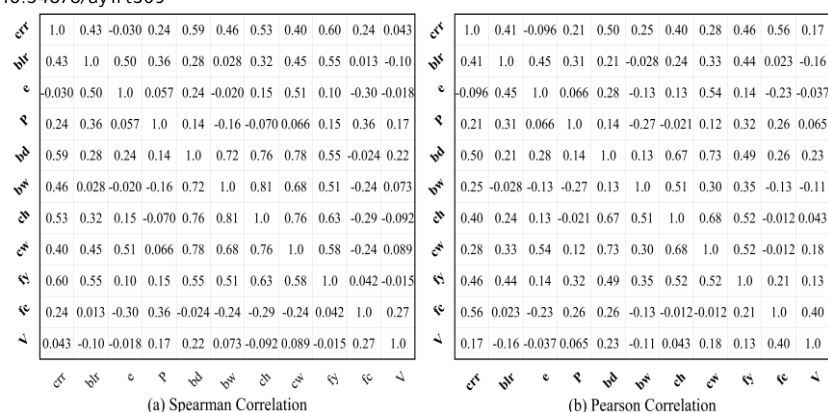 crr 1.0 0.43 -0.030 0.24 0.59 0.46 0.53 0.40 0.60 0.24 0.043
blr 0.43 1.0 0.50 0.36 0.28 0.028 0.32 0.45 0.55 0.013 -0.10
e -0.030 0.50 1.0 0.057 0.24 -0.020 0.15 0.51 0.10 -0.30 -0.018
P 0.24 0.36 0.057 1.0 0.14 -0.16 -0.070 0.066 0.15 0.36 0.17
bd 0.59 0.28 0.24 0.14 1.0 0.72 0.76 0.78 0.55 -0.024 0.22
bw 0.46 0.028 -0.020 -0.16 0.72 1.0 0.81 0.68 0.51 -0.24 0.073
ch 0.53 0.32 0.15 -0.070 0.76 0.81 1.0 0.76 0.63 -0.29 -0.092
cw 0.40 0.45 0.51 0.066 0.78 0.68 0.76 1.0 0.58 -0.24 0.089
fy 0.60 0.55 0.10 0.15 0.55 0.51 0.63 0.58 1.0 0.042 -0.015
fc 0.24 0.013 -0.30 0.36 -0.024 -0.24 -0.29 -0.24 0.042 1.0 0.27
V 0.043 -0.10 -0.018 0.17 0.22 0.073 -0.092 0.089 -0.015 0.27 1.0
crr blr e P bd bw ch cw fy fc V
(a) Spearman Correlation
crr 1.0 0.41 -0.096 0.21 0.50 0.25 0.40 0.28 0.46 0.56 0.17
blr 0.41 1.0 0.45 0.31 0.21 -0.028 0.24 0.33 0.44 0.023 -0.16
e -0.096 0.45 1.0 0.066 0.28 -0.13 0.13 0.54 0.14 -0.23 -0.037
P 0.21 0.31 0.066 1.0 0.14 -0.27 -0.021 0.12 0.32 0.26 0.065
bd 0.50 0.21 0.28 0.14 1.0 0.13 0.67 0.73 0.49 0.26 0.23
bw 0.25 -0.028 -0.13 -0.27 0.13 1.0 0.51 0.30 0.35 -0.13 -0.11
ch 0.40 0.24 0.13 -0.021 0.67 0.51 1.0 0.68 0.52 -0.012 0.043
cw 0.28 0.33 0.54 0.12 0.73 0.30 0.68 1.0 0.52 -0.012 0.18
fy 0.46 0.44 0.14 0.32 0.49 0.35 0.52 0.52 1.0 0.21 0.13
fc 0.56 0.023 -0.23 0.26 0.26 -0.13 -0.012 -0.012 0.21 1.0 0.40
V 0.17 -0.16 -0.037 0.065 0.23 -0.11 0.043 0.18 0.13 0.40 1.0
crr blr e P bd bw ch cw fy fc V
(b) Pearson Correlation